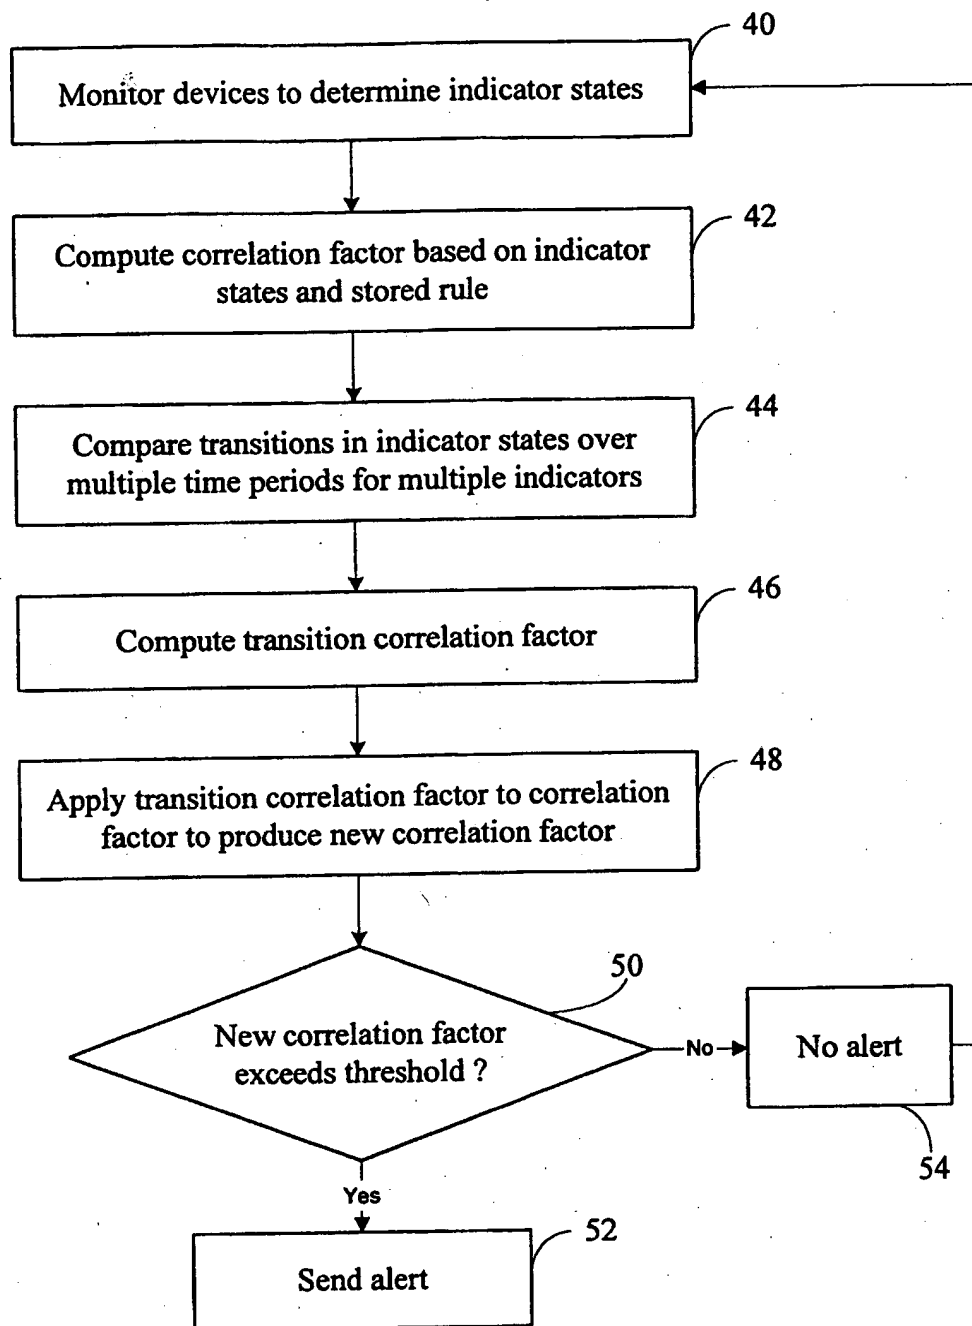 40
Monitor devices to determine indicator states
42
Compute correlation factor based on indicator
states and stored rule
44
Compare transitions in indicator states over
multiple time periods for multiple indicators
46
Compute transition correlation factor
48
Apply transition correlation factor to correlation
factor to produce new correlation factor
50
New correlation factor
exceeds threshold ?
No
No alert
54
Yes
52
Send alert